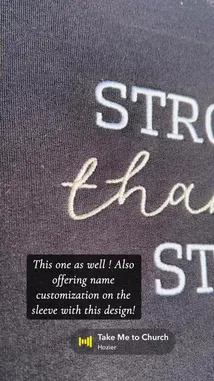 STRO
tha
ST
This one as well ! Also
offering name
customization on the
sleeve with this design!
Take Me to Church
Hozier